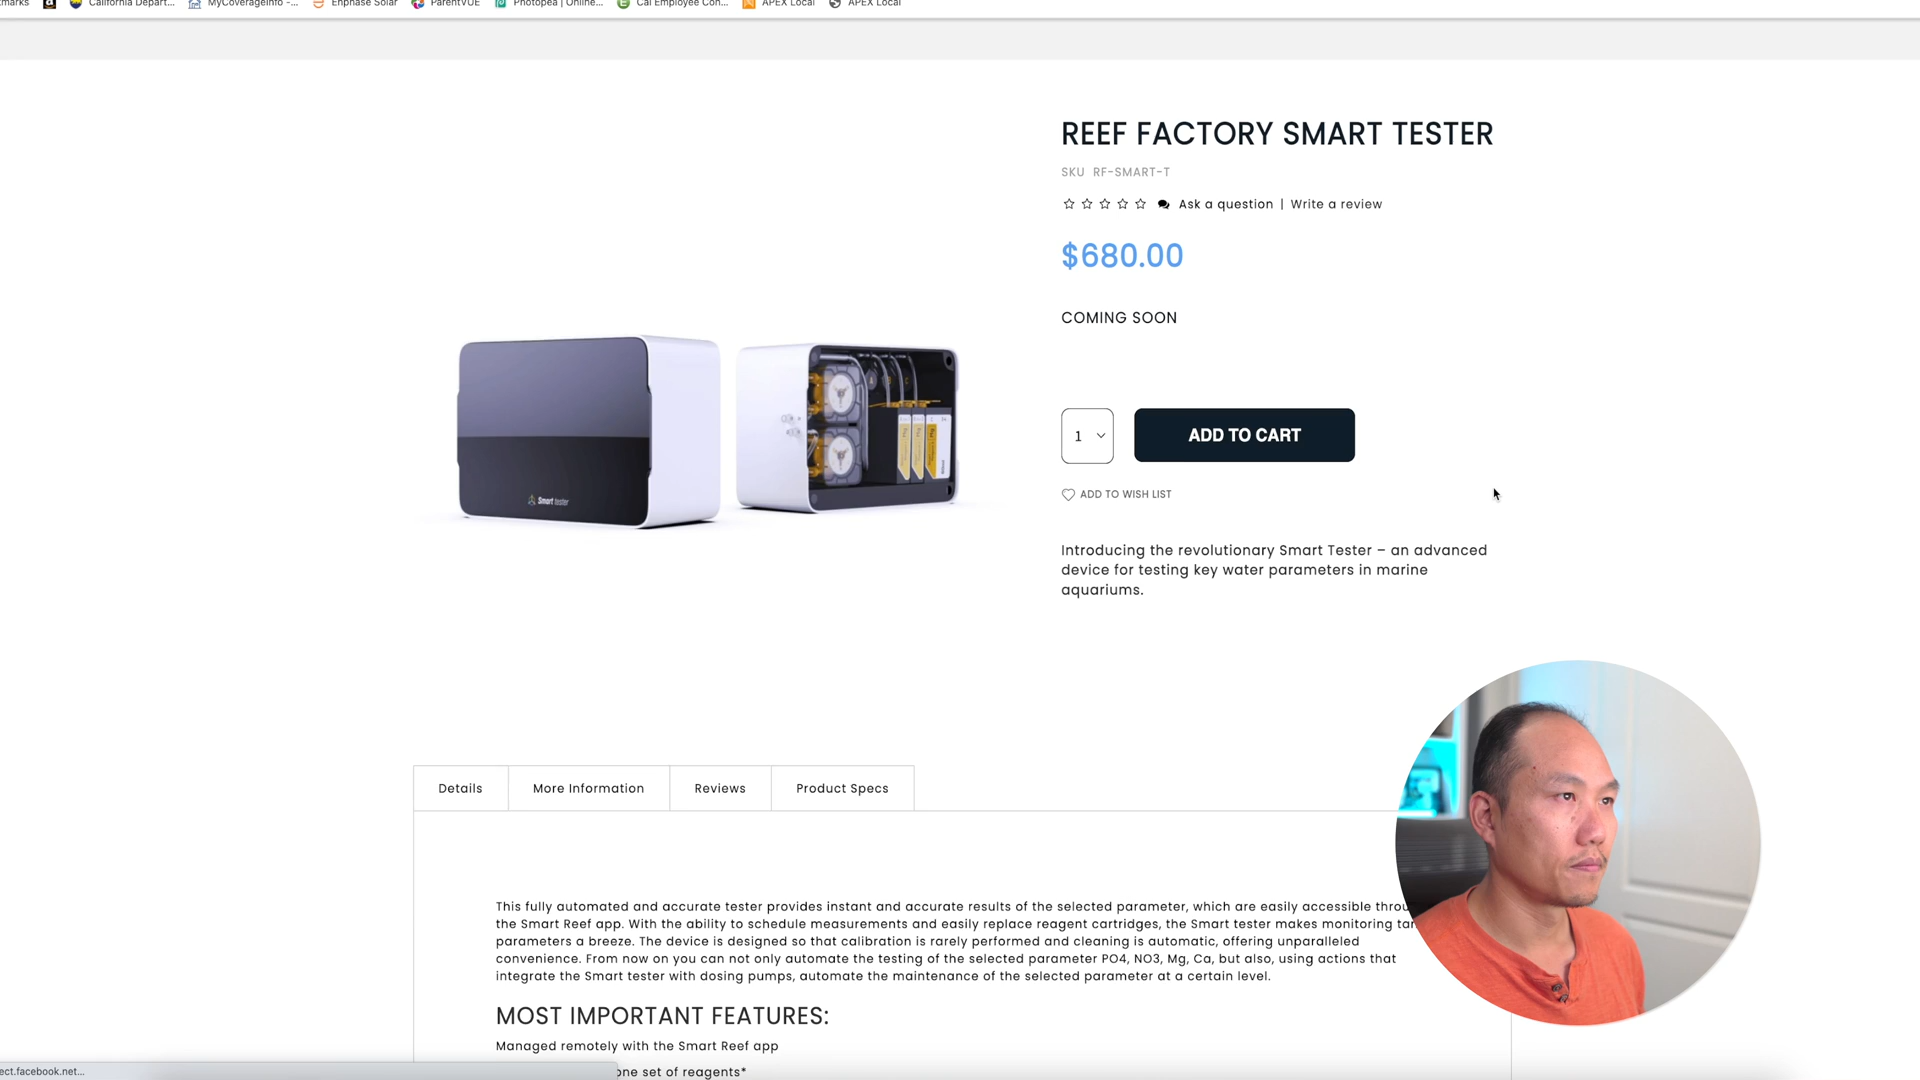 California Depart...
MyCoverageInfo -...
Enphase Solar
ParentVUE
Photopea | Online...
Cal Employee Con...
APEX Local
APEX Local
REEF FACTORY SMART TESTER
SKU RF-SMART-T
Ask a question | Write a review
$680.00
COMING SOON
1
ADD TO CART
ADD TO WISH LIST
Introducing the revolutionary Smart Tester – an advanced
device for testing key water parameters in marine
aquariums.
Smart tester
Details
More Information
Reviews
Product Specs
This fully automated and accurate tester provides instant and accurate results of the selected parameter, which are easily accessible throu
the Smart Reef app. With the ability to schedule measurements and easily replace reagent cartridges, the Smart tester makes monitoring tan
parameters a breeze. The device is designed so that calibration is rarely performed and cleaning is automatic, offering unparalleled
convenience. From now on you can not only automate the testing of the selected parameter PO4, NO3, Mg, Ca, but also, using actions that
integrate the Smart tester with dosing pumps, automate the maintenance of the selected parameter at a certain level.
MOST IMPORTANT FEATURES:
Managed remotely with the Smart Reef app
one set of reagents*
ect.facebook.net...